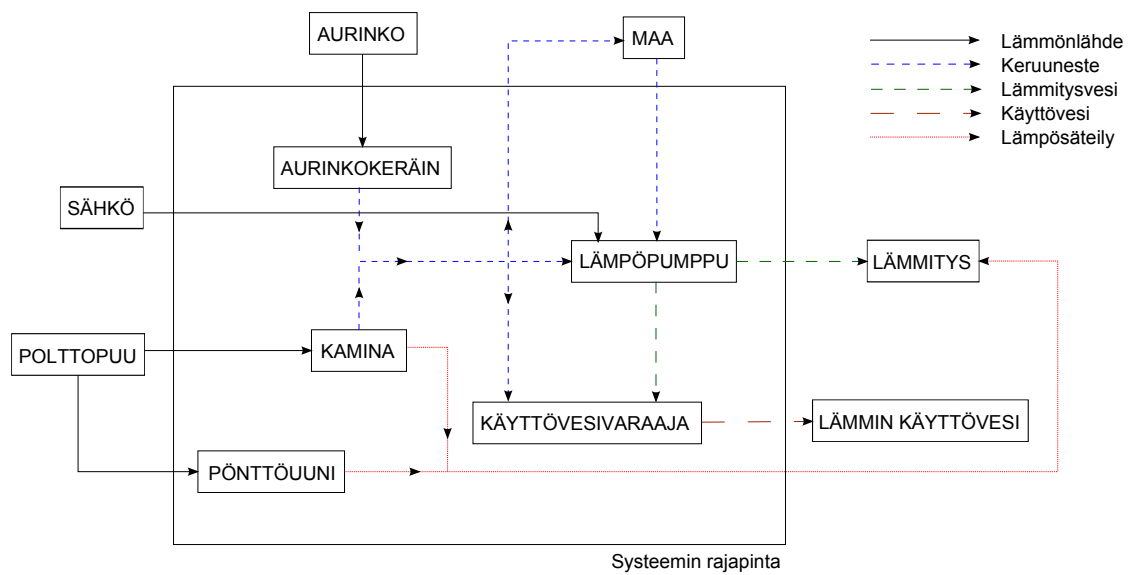 AURINKO
MAA
Lämmönlähde
Keruuneste
Lämmitysvesi
Käyttövesi
Lämpösäteily
AURINKOKERÄIN
SÄHKÖ
LÄMPÖPUMPPU
LÄMMITYS
POLTTOPUU
KAMINA
KÄYTTÖVESIVARAAJA
LÄMMIN KÄYTTÖVESI
PÖNTTÖUUNI
Systeemin rajapinta